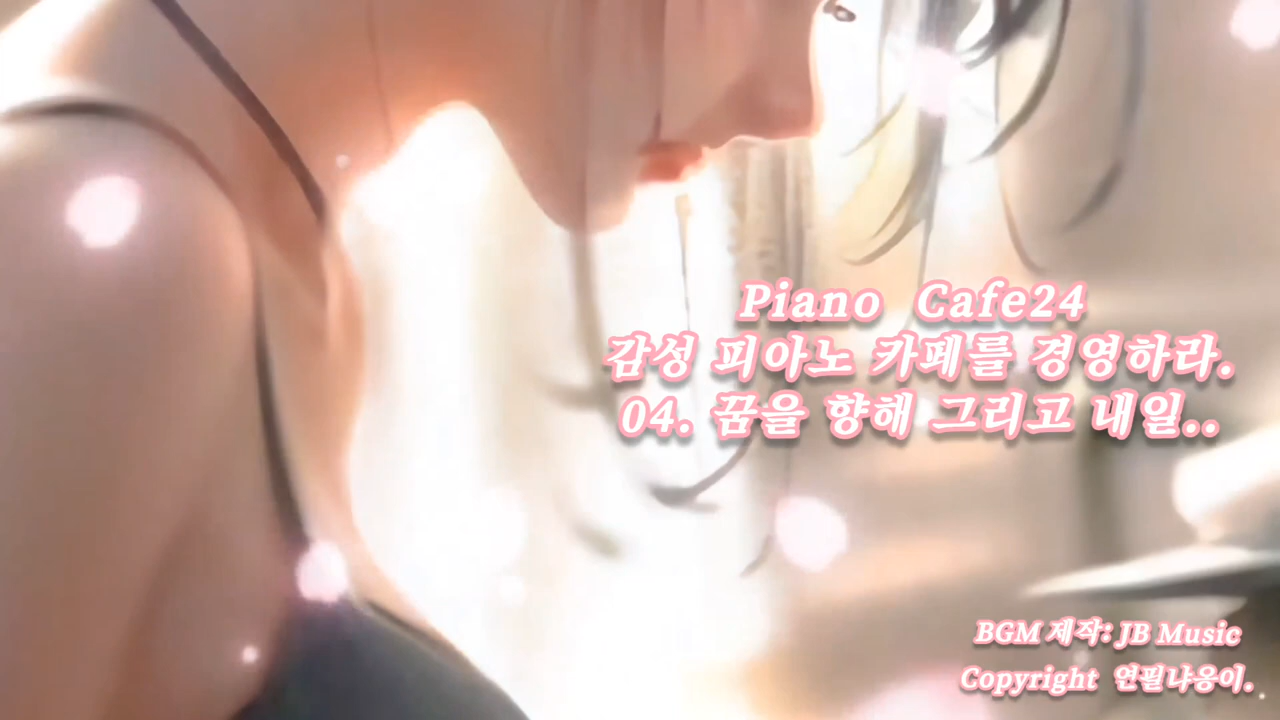 Piano Cafe24
감성 피아노 카페를 경영하라.
04. 꿈을 향해 그리고 내일..
BGM 제작: JB Music
Copyright 연필냐옹이.